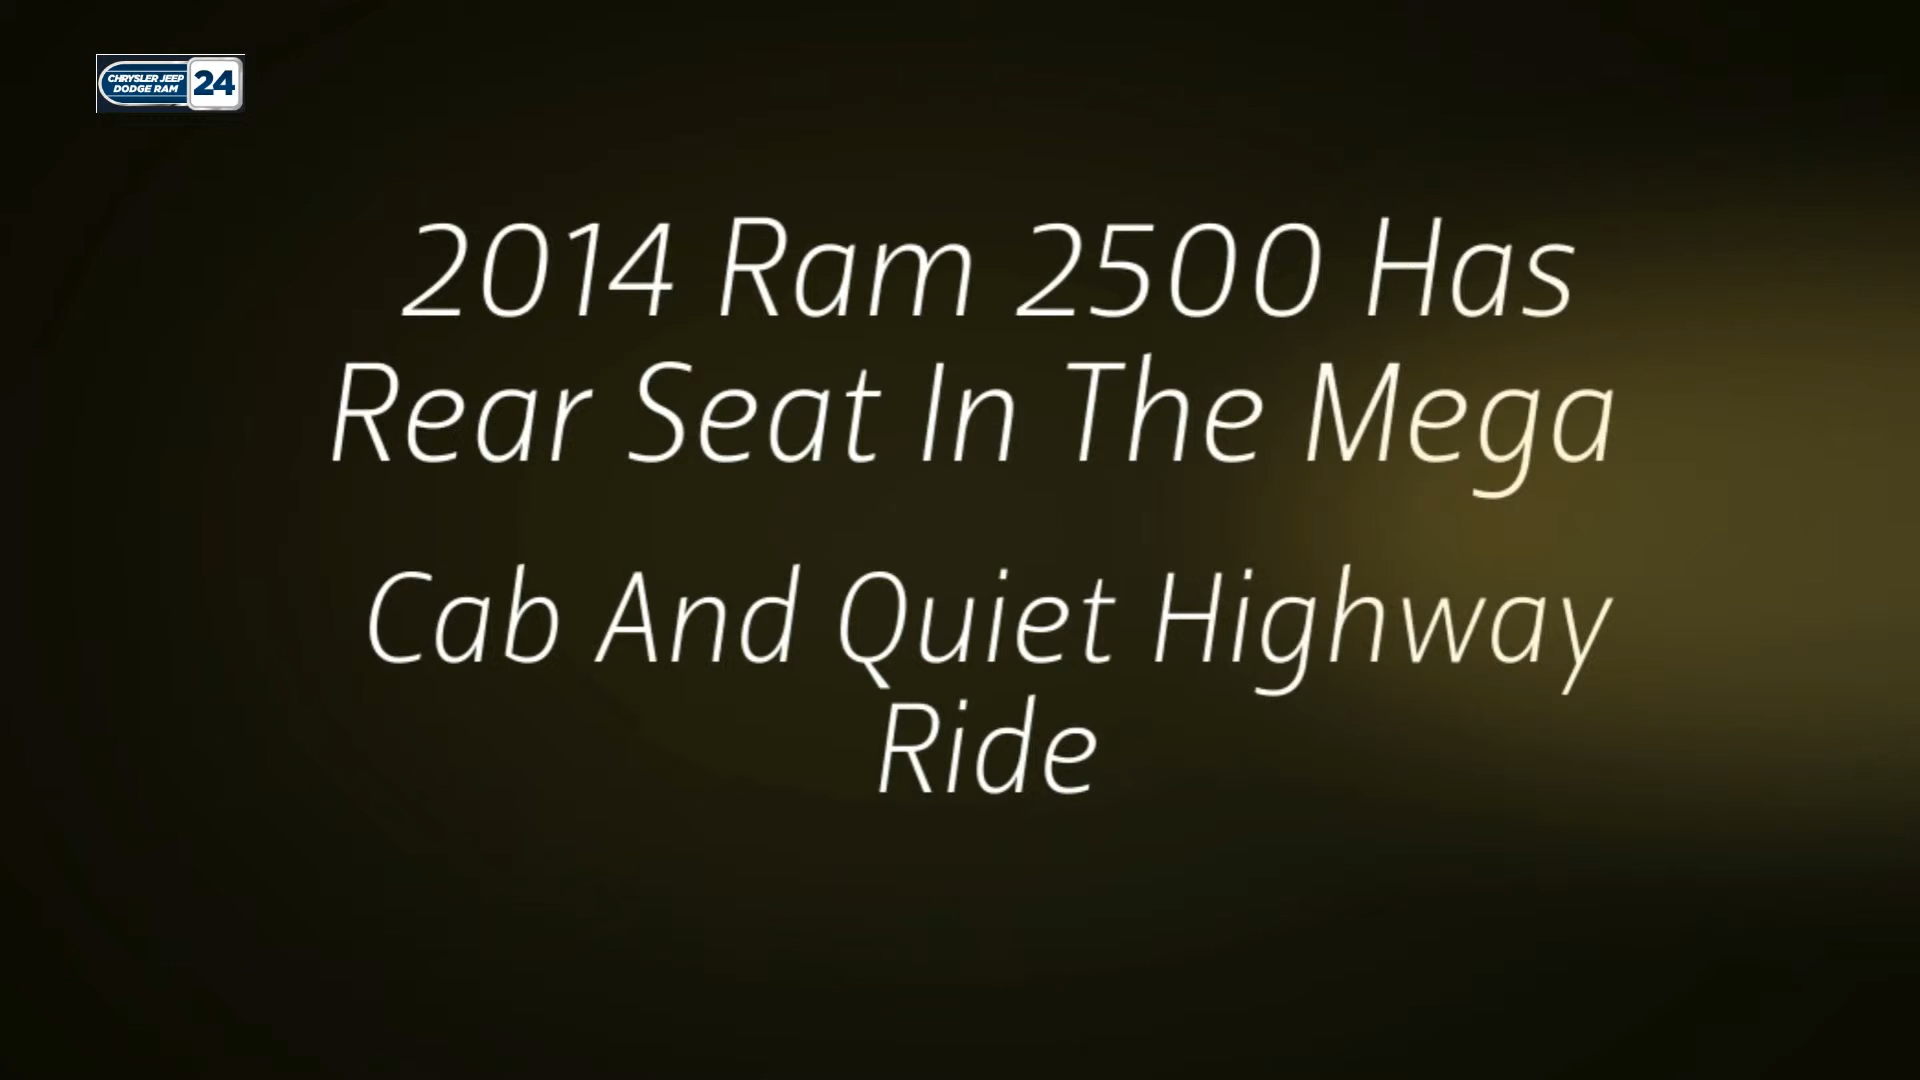 CHRYSLER JEEP
DODGE RAM
24
2014 Ram 2500 Has
Rear Seat In The Mega
Cab And Quiet Highway
Ride